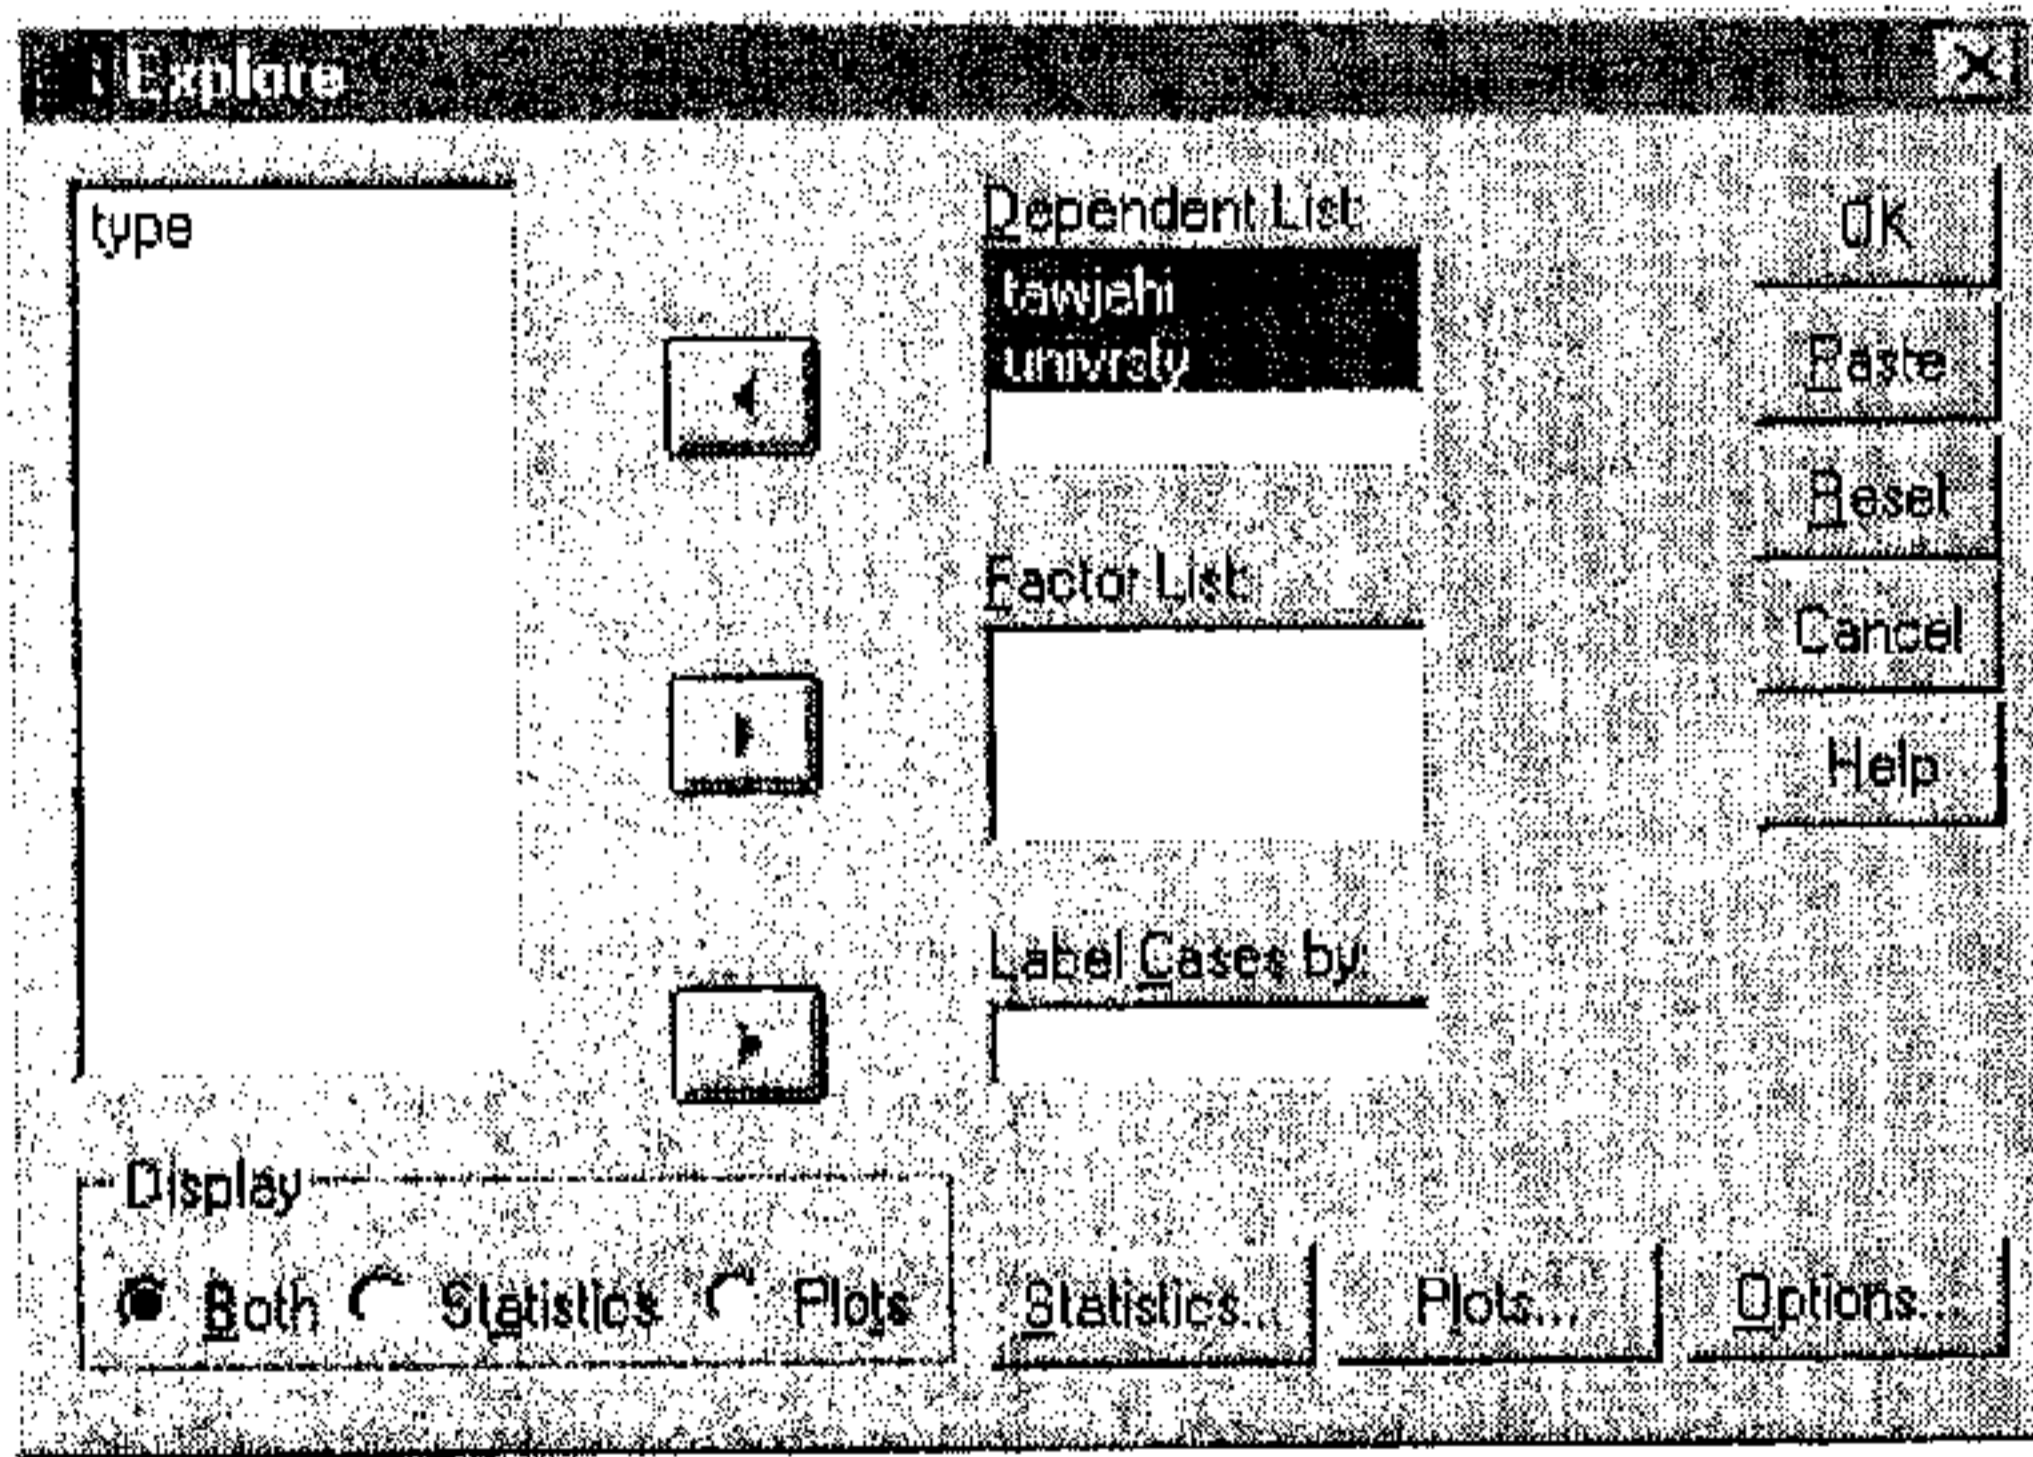 Explore
type
Dependent List:
tawjehi
univrsty
Factor List:
Label Cases by:
OK
Paste
Reset
Cancel
Help
Display
Both Statistics Plots
Statistics... Plots... Options...